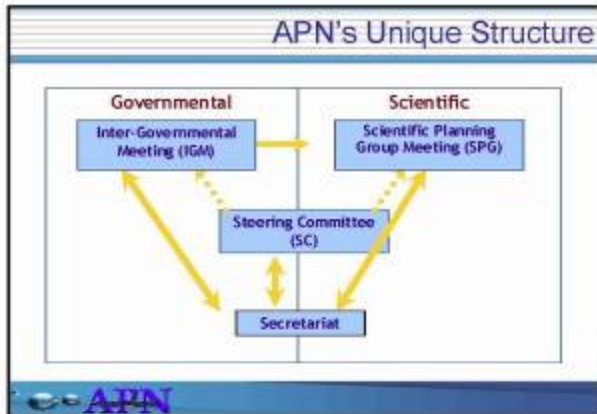 APN's Unique Structure
Governmental
Scientific
Inter-Governmental
Meeting (IGM)
Scientific Planning
Group Meeting (SPG)
Steering Committee
(SC)
Secretariat
APN